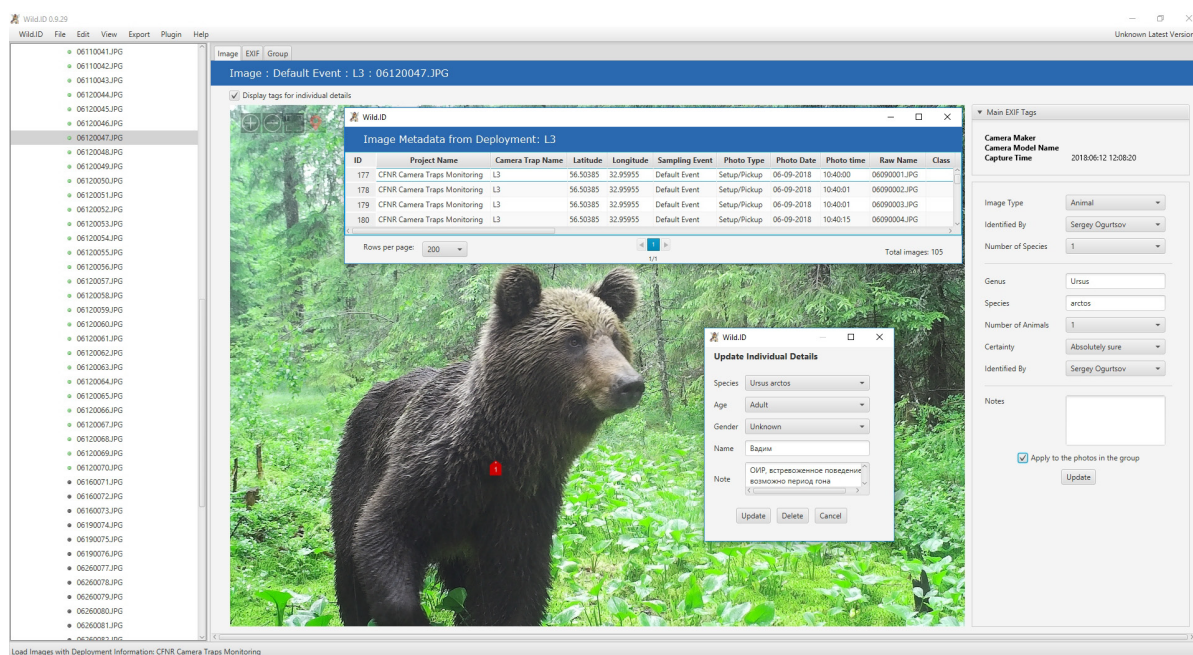 Wild.ID 0.9.29
Wild.ID File Edit View Export Plugin Help
Unknown Latest Version
06110041.JPG
06110042.JPG
06110043.JPG
06120044.JPG
06120045.JPG
06120046.JPG
06120047.JPG
06120048.JPG
06120049.JPG
06120050.JPG
06120051.JPG
06120052.JPG
06120053.JPG
06120054.JPG
06120055.JPG
06120056.JPG
06120057.JPG
06120058.JPG
06120059.JPG
06120060.JPG
06120061.JPG
06120062.JPG
06120063.JPG
06120064.JPG
06120065.JPG
06120066.JPG
06120067.JPG
06120068.JPG
06120069.JPG
06120070.JPG
06160071.JPG
06160072.JPG
06160073.JPG
06190074.JPG
06190075.JPG
06190076.JPG
06260077.JPG
06260078.JPG
06260079.JPG
06260080.JPG
06260081.JPG
06260082.JPG
Image EXIF Group
Image : Default Event : L3 : 06120047.JPG
Display tags for individual details
Wild.ID
Image Metadata from Deployment: L3
ID Project Name Camera Trap Name Latitude Longitude Sampling Event Photo Type Photo Date Photo time Raw Name Class
177 CFNR Camera Traps Monitoring L3 56.50385 32.95955 Default Event Setup/Pickup 06-09-2018 10:40:00 06090001.JPG
178 CFNR Camera Traps Monitoring L3 56.50385 32.95955 Default Event Setup/Pickup 06-09-2018 10:40:01 06090002.JPG
179 CFNR Camera Traps Monitoring L3 56.50385 32.95955 Default Event Setup/Pickup 06-09-2018 10:40:01 06090003.JPG
180 CFNR Camera Traps Monitoring L3 56.50385 32.95955 Default Event Setup/Pickup 06-09-2018 10:40:15 06090004.JPG
Rows per page: 200
1
1/1
Total images: 105
1
Wild.ID
Update Individual Details
Species Ursus arctos
Age Adult
Gender Unknown
Name Вадим
Note ОИР, встревоженное поведение
возможно период гона
Update Delete Cancel
Main EXIF Tags
Camera Maker
Camera Model Name
Capture Time 2018:06:12 12:08:20
Image Type Animal
Identified By Sergey Ogurtsov
Number of Species 1
Genus Ursus
Species arctos
Number of Animals 1
Certainty Absolutely sure
Identified By Sergey Ogurtsov
Notes
Apply to the photos in the group
Update
Load Images with Deployment Information: CFNR Camera Traps Monitoring